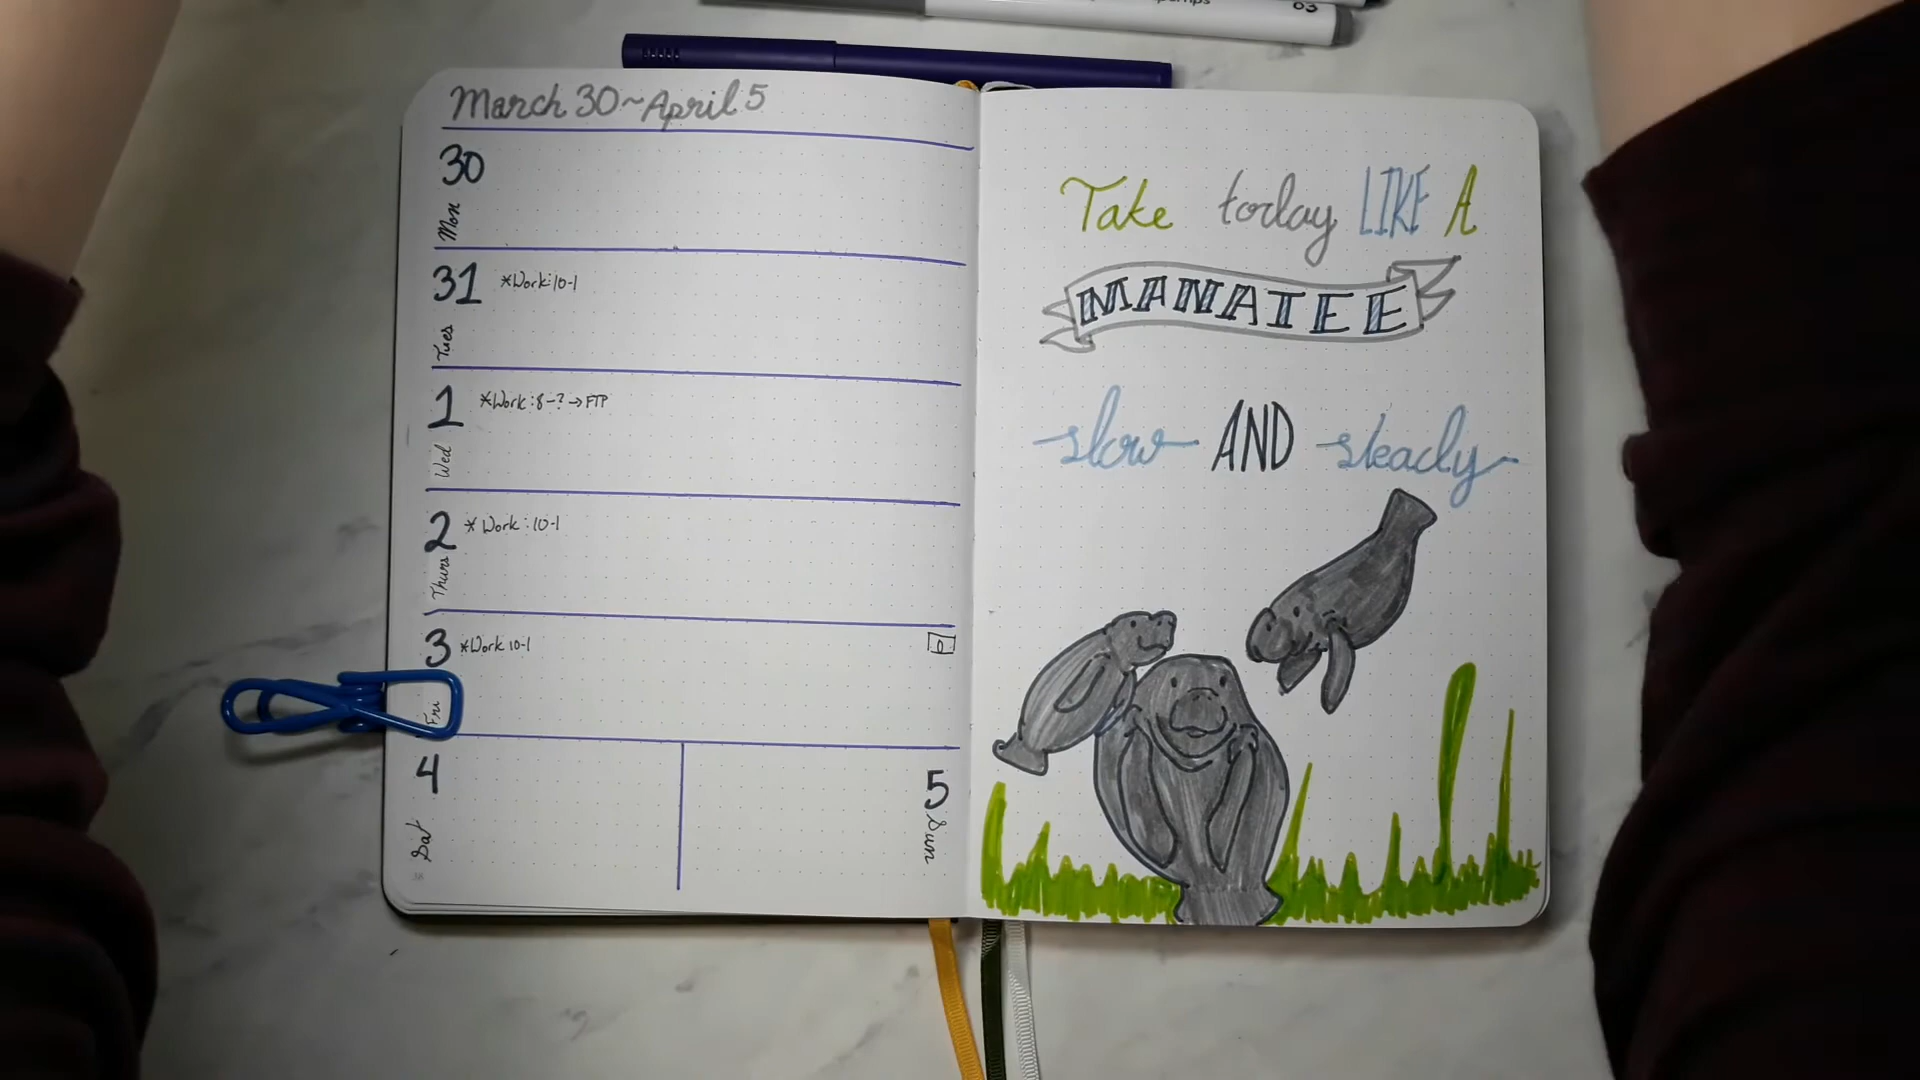 03
March 30~April 5
30
Mon
31 *Work:10-1
Tues
1 *Work:8-?→FTP
Wed
2 *Work:10-1
Thurs
3 *Work 10-1
Fri
4
Sat
5
Sun
Take today LIKE A
MANATEE
slow AND steady